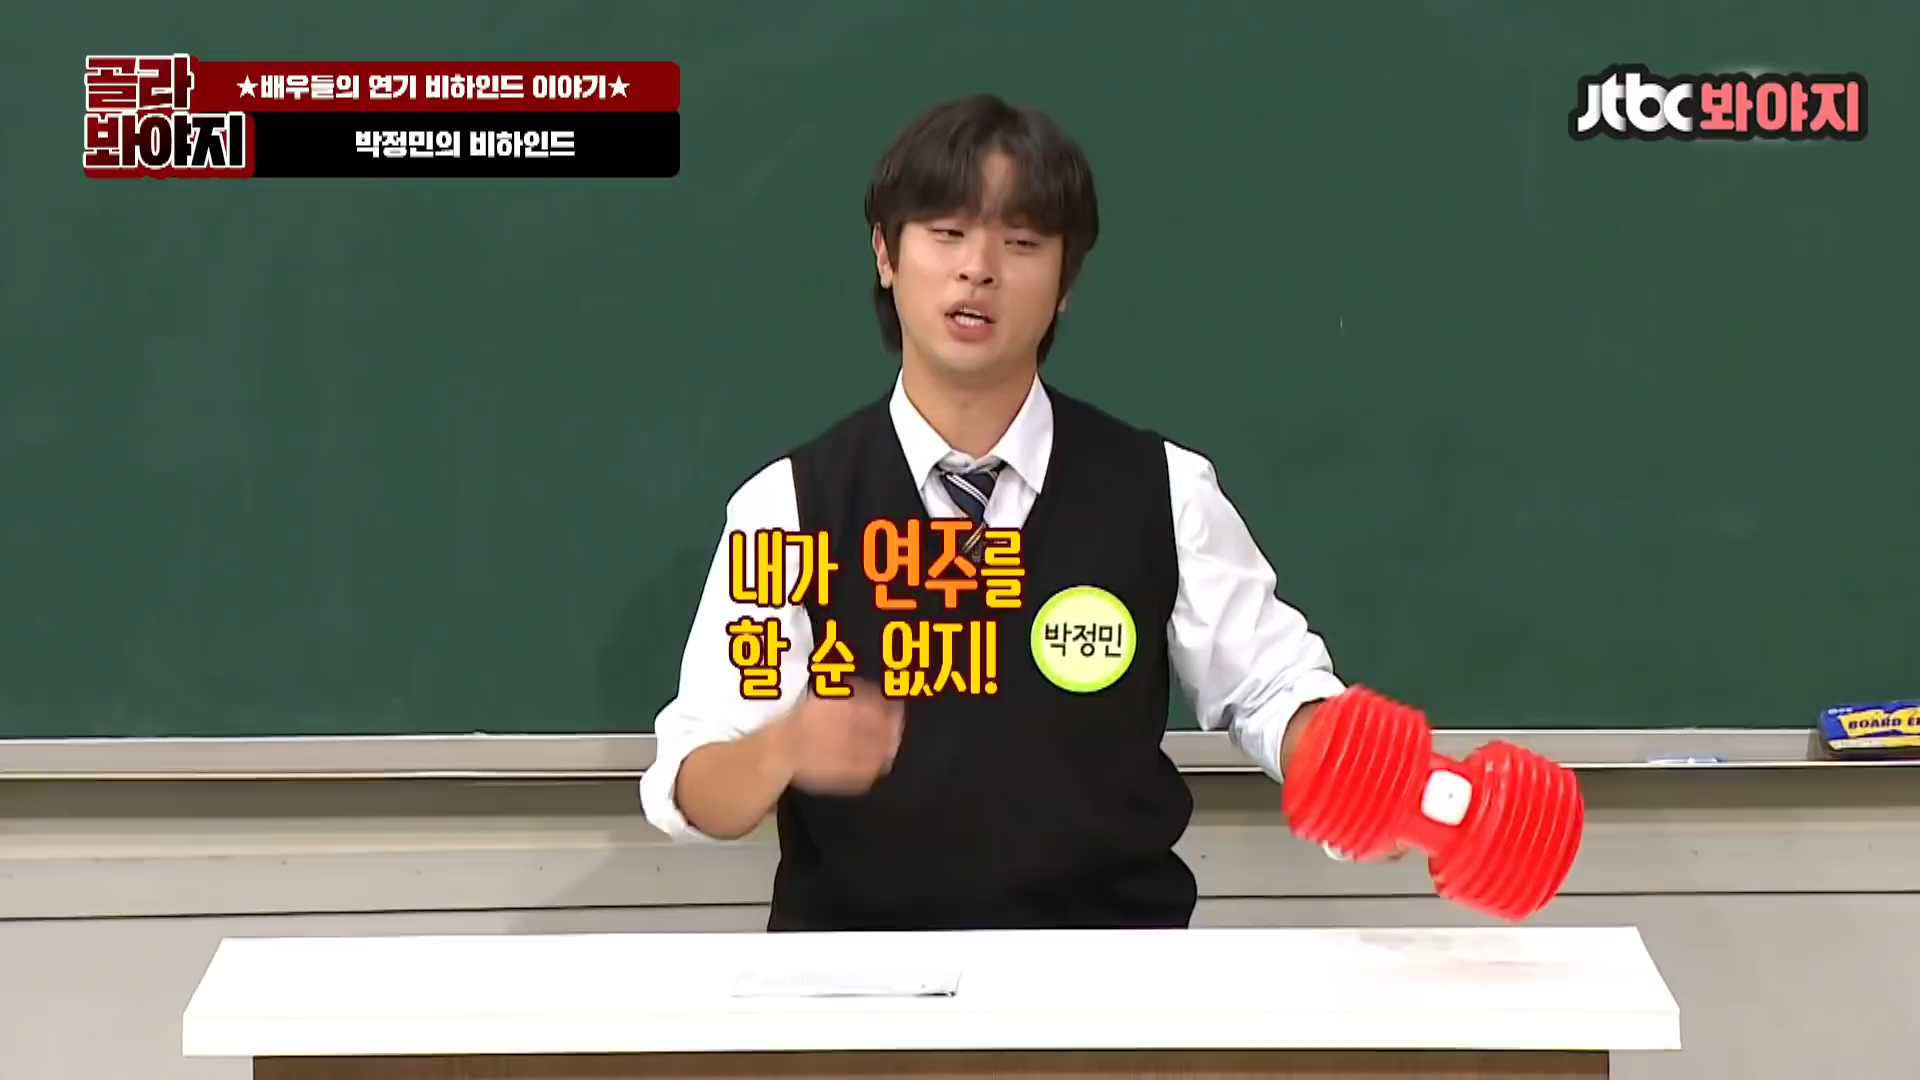 골라
봐야지
★배우들의 연기 비하인드 이야기★
박정민의 비하인드
jtbc 봐야지
내가 연주를
할 순 없지!
박정민
BOARD